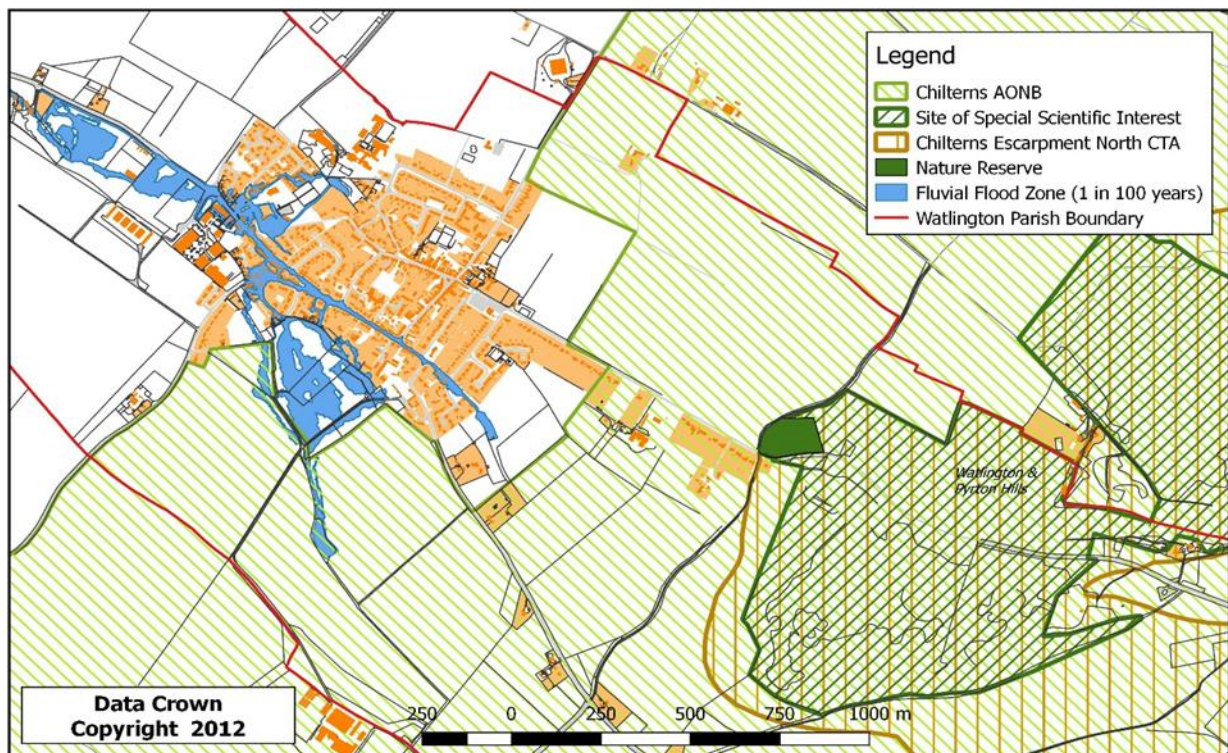 Legend
Chilterns AONB
Site of Special Scientific Interest
Chilterns Escarpment North CTA
Nature Reserve
Fluvial Flood Zone (1 in 100 years)
Watlington Parish Boundary
Watlington &
Pyrton Hills
Data Crown
Copyright 2012
250 0 250 500 750 1000 m